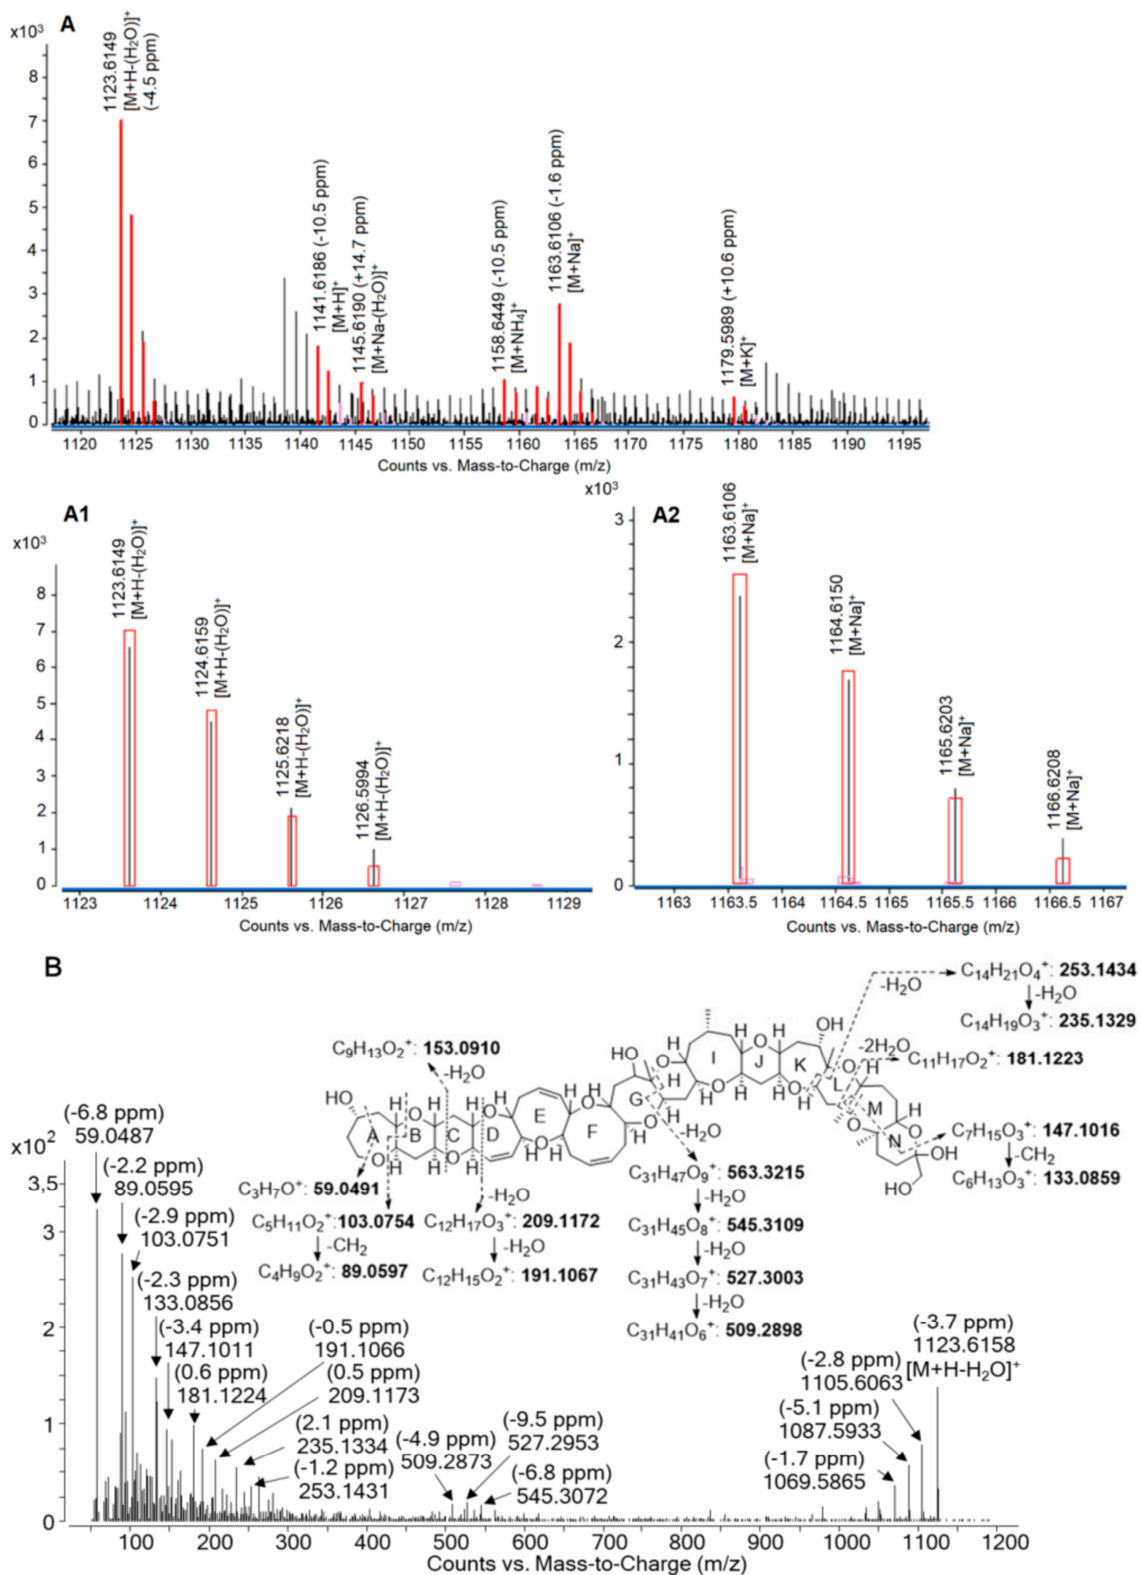 A
x10³
8
7
6
5
4
3
2
1
0
1123.6149
[M+H-(H₂O)]⁺
(-4.5 ppm)
1141.6186 (-10.5 ppm)
[M+H]⁺
1145.6190 (+14.7 ppm)
[M+Na-(H₂O)]⁺
1158.6449 (-10.5 ppm)
[M+NH₄]⁺
1163.6106 (-1.6 ppm)
[M+Na]⁺
1179.5989 (+10.6 ppm)
[M+K]⁺
1120 1125 1130 1135 1140 1145 1150 1155 1160 1165 1170 1175 1180 1185 1190 1195
Counts vs. Mass-to-Charge (m/z)
A1
x10³
8
7
6
5
4
3
2
1
0
1123.6149
[M+H-(H₂O)]⁺
1124.6159
[M+H-(H₂O)]⁺
1125.6218
[M+H-(H₂O)]⁺
1126.5994
[M+H-(H₂O)]⁺
1123 1124 1125 1126 1127 1128 1129
Counts vs. Mass-to-Charge (m/z)
A2
x10³
3
2
1
0
1163.6106
[M+Na]⁺
1164.6150
[M+Na]⁺
1165.6203
[M+Na]⁺
1166.6208
[M+Na]⁺
1163 1163.5 1164 1164.5 1165 1165.5 1166 1166.5 1167
Counts vs. Mass-to-Charge (m/z)
B
C₁₄H₂₁O₄⁺: 253.1434
-H₂O
-H₂O
C₁₄H₁₉O₃⁺: 235.1329
C₉H₁₃O₂⁺: 153.0910
-H₂O
-2H₂O
C₁₁H₁₇O₂⁺: 181.1223
HO
A B C D E F G H I J K L M N
OH
OH
HO
HO
C₇H₁₅O₃⁺: 147.1016
-CH₂
C₆H₁₃O₃⁺: 133.0859
C₃H₇O⁺: 59.0491
C₅H₁₁O₂⁺: 103.0754
-CH₂
C₄H₉O₂⁺: 89.0597
-H₂O
C₁₂H₁₇O₃⁺: 209.1172
-H₂O
C₁₂H₁₅O₂⁺: 191.1067
-H₂O
C₃₁H₄₇O₉⁺: 563.3215
-H₂O
C₃₁H₄₅O₈⁺: 545.3109
-H₂O
C₃₁H₄₃O₇⁺: 527.3003
-H₂O
C₃₁H₄₁O₆⁺: 509.2898
x10²
3,5
3
2
1
0
(-6.8 ppm)
59.0487
(-2.2 ppm)
89.0595
(-2.9 ppm)
103.0751
(-2.3 ppm)
133.0856
(-3.4 ppm)
147.1011
(0.6 ppm)
181.1224
(-0.5 ppm)
191.1066
(0.5 ppm)
209.1173
(2.1 ppm)
235.1334
(-1.2 ppm)
253.1431
(-4.9 ppm)
509.2873
(-9.5 ppm)
527.2953
(-6.8 ppm)
545.3072
(-3.7 ppm)
1123.6158
[M+H-H₂O]⁺
(-2.8 ppm)
1105.6063
(-5.1 ppm)
1087.5933
(-1.7 ppm)
1069.5865
100 200 300 400 500 600 700 800 900 1000 1100 1200
Counts vs. Mass-to-Charge (m/z)